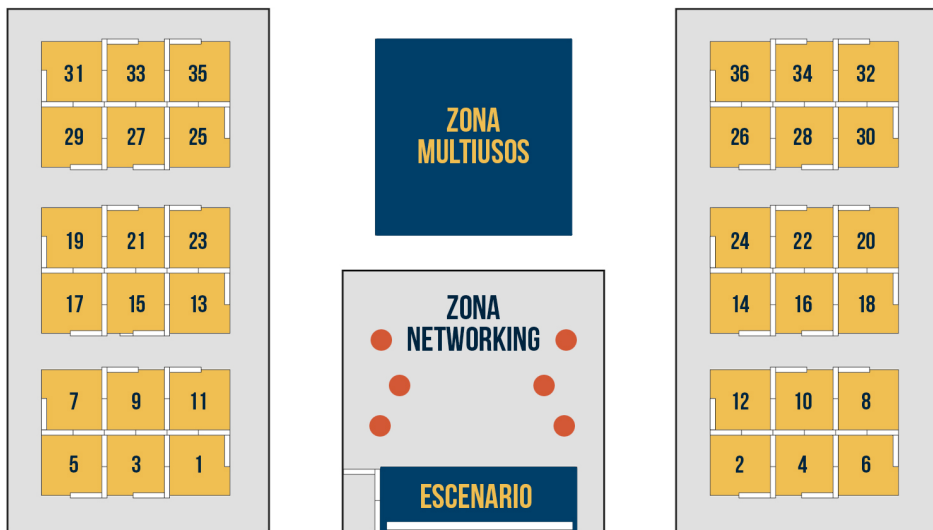 31 33 35
29 27 25
19 21 23
17 15 13
7 9 11
5 3 1
ZONA
MULTIUSOS
ZONA
NETWORKING
ESCENARIO
36 34 32
26 28 30
24 22 20
14 16 18
12 10 8
2 4 6